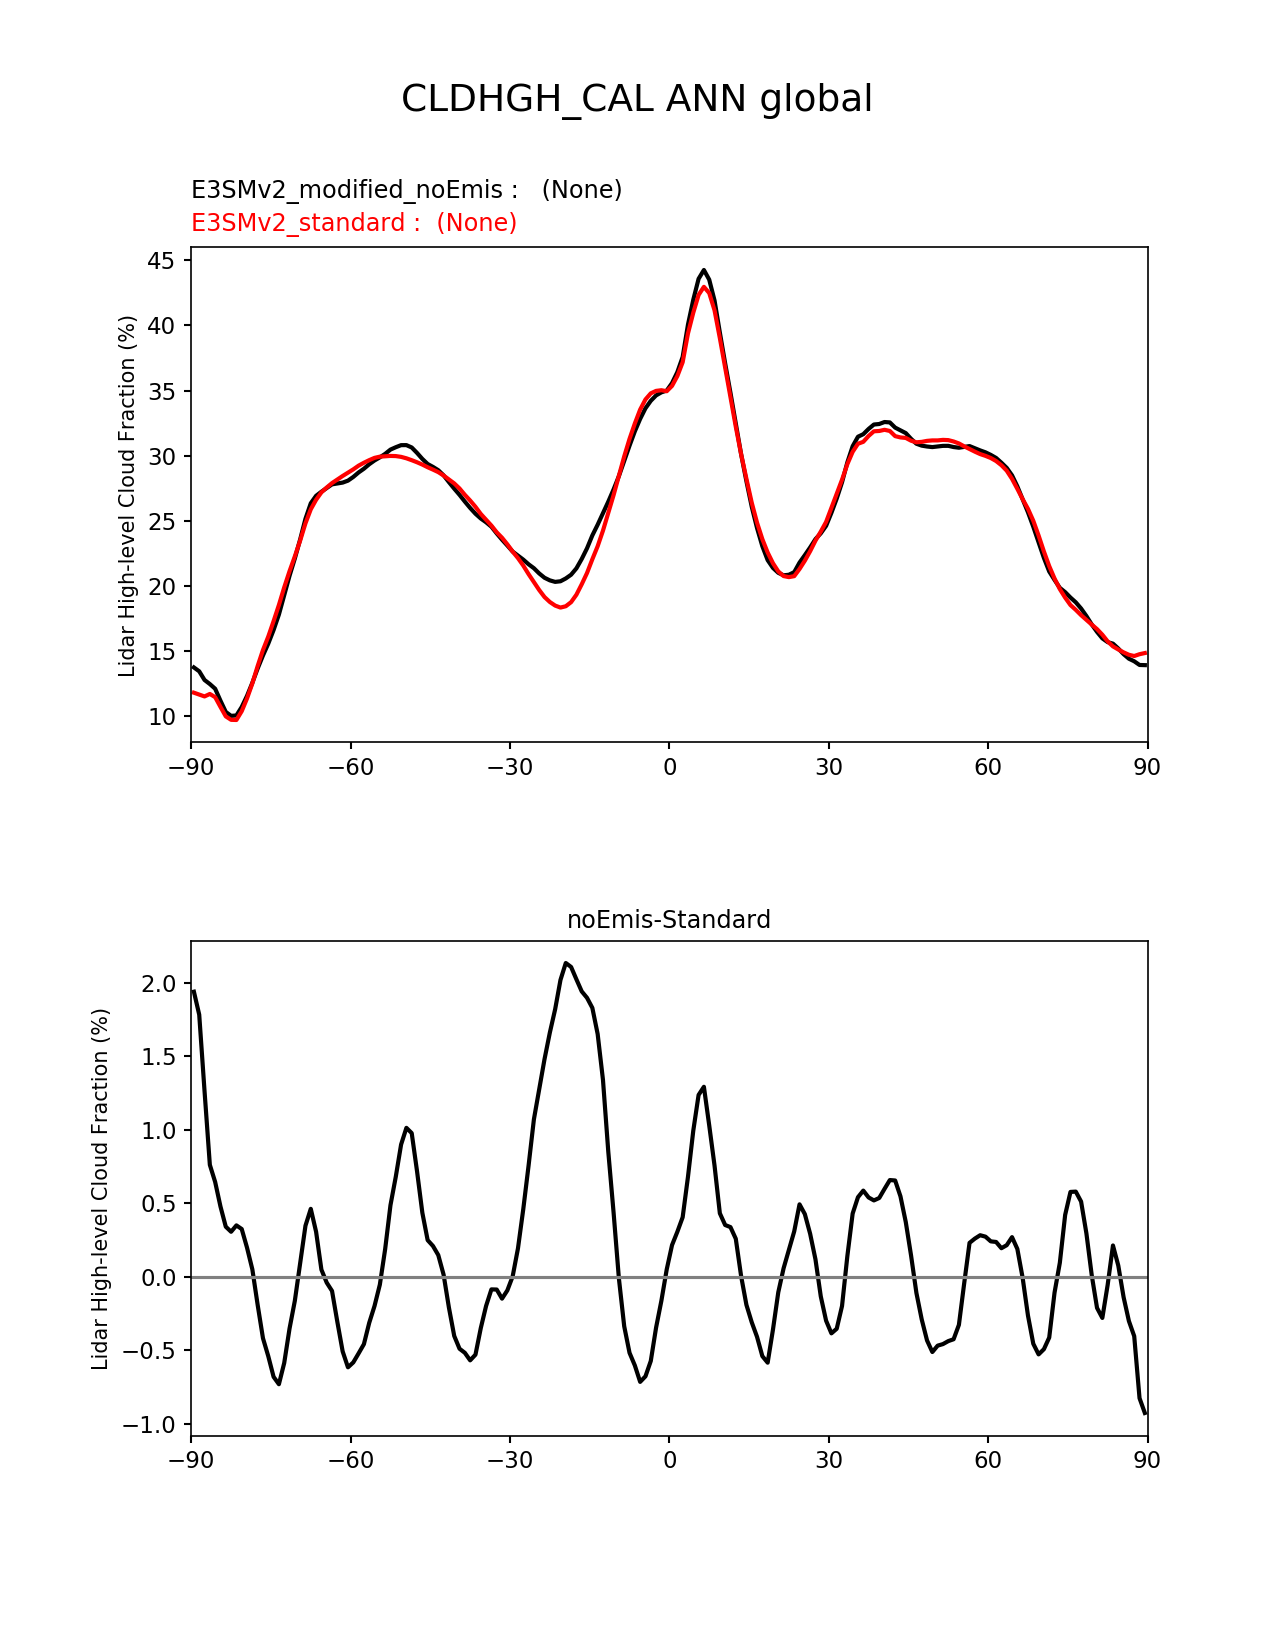 CLDHGH_CAL ANN global
E3SMv2_modified_noEmis :   (None)
E3SMv2_standard :  (None)
Lidar High-level Cloud Fraction (%)
45
40
35
30
25
20
15
10
−90 −60 −30 0 30 60 90
noEmis-Standard
Lidar High-level Cloud Fraction (%)
2.0
1.5
1.0
0.5
0.0
−0.5
−1.0
−90 −60 −30 0 30 60 90